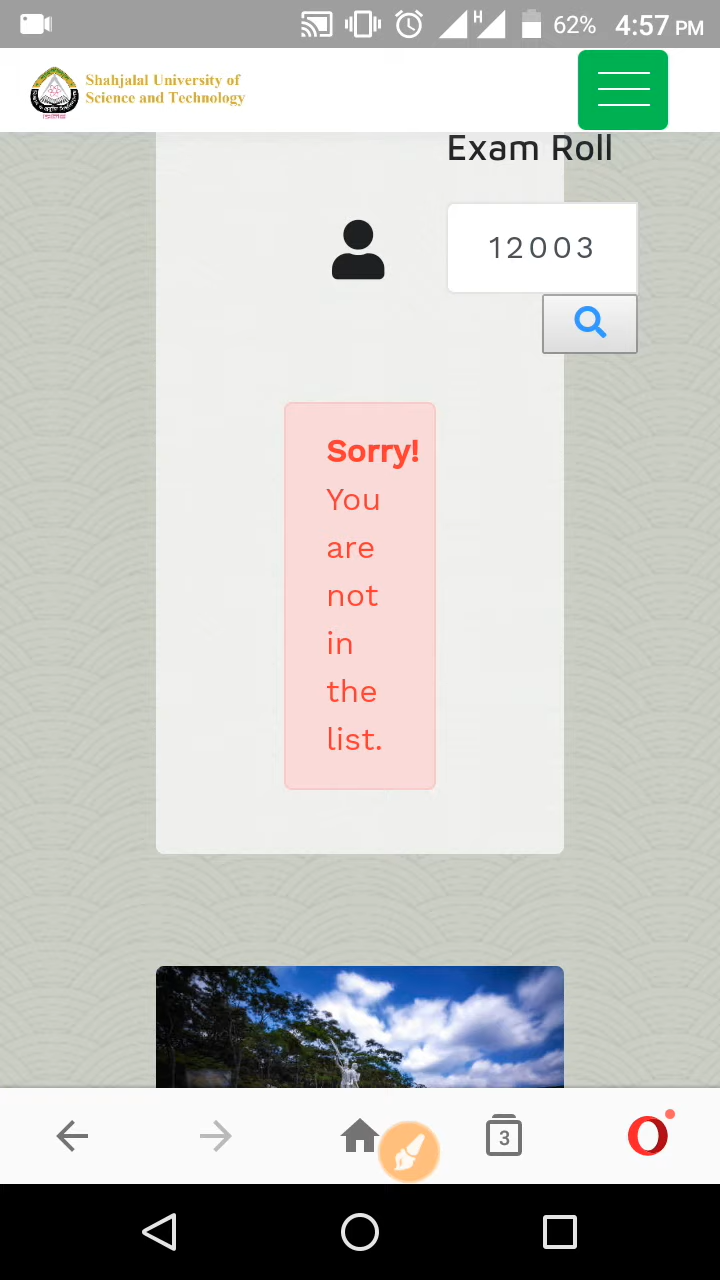 62% 4:57 PM
Shahjalal University of
Science and Technology
Exam Roll
12003
Sorry!
You
are
not
in
the
list.
3